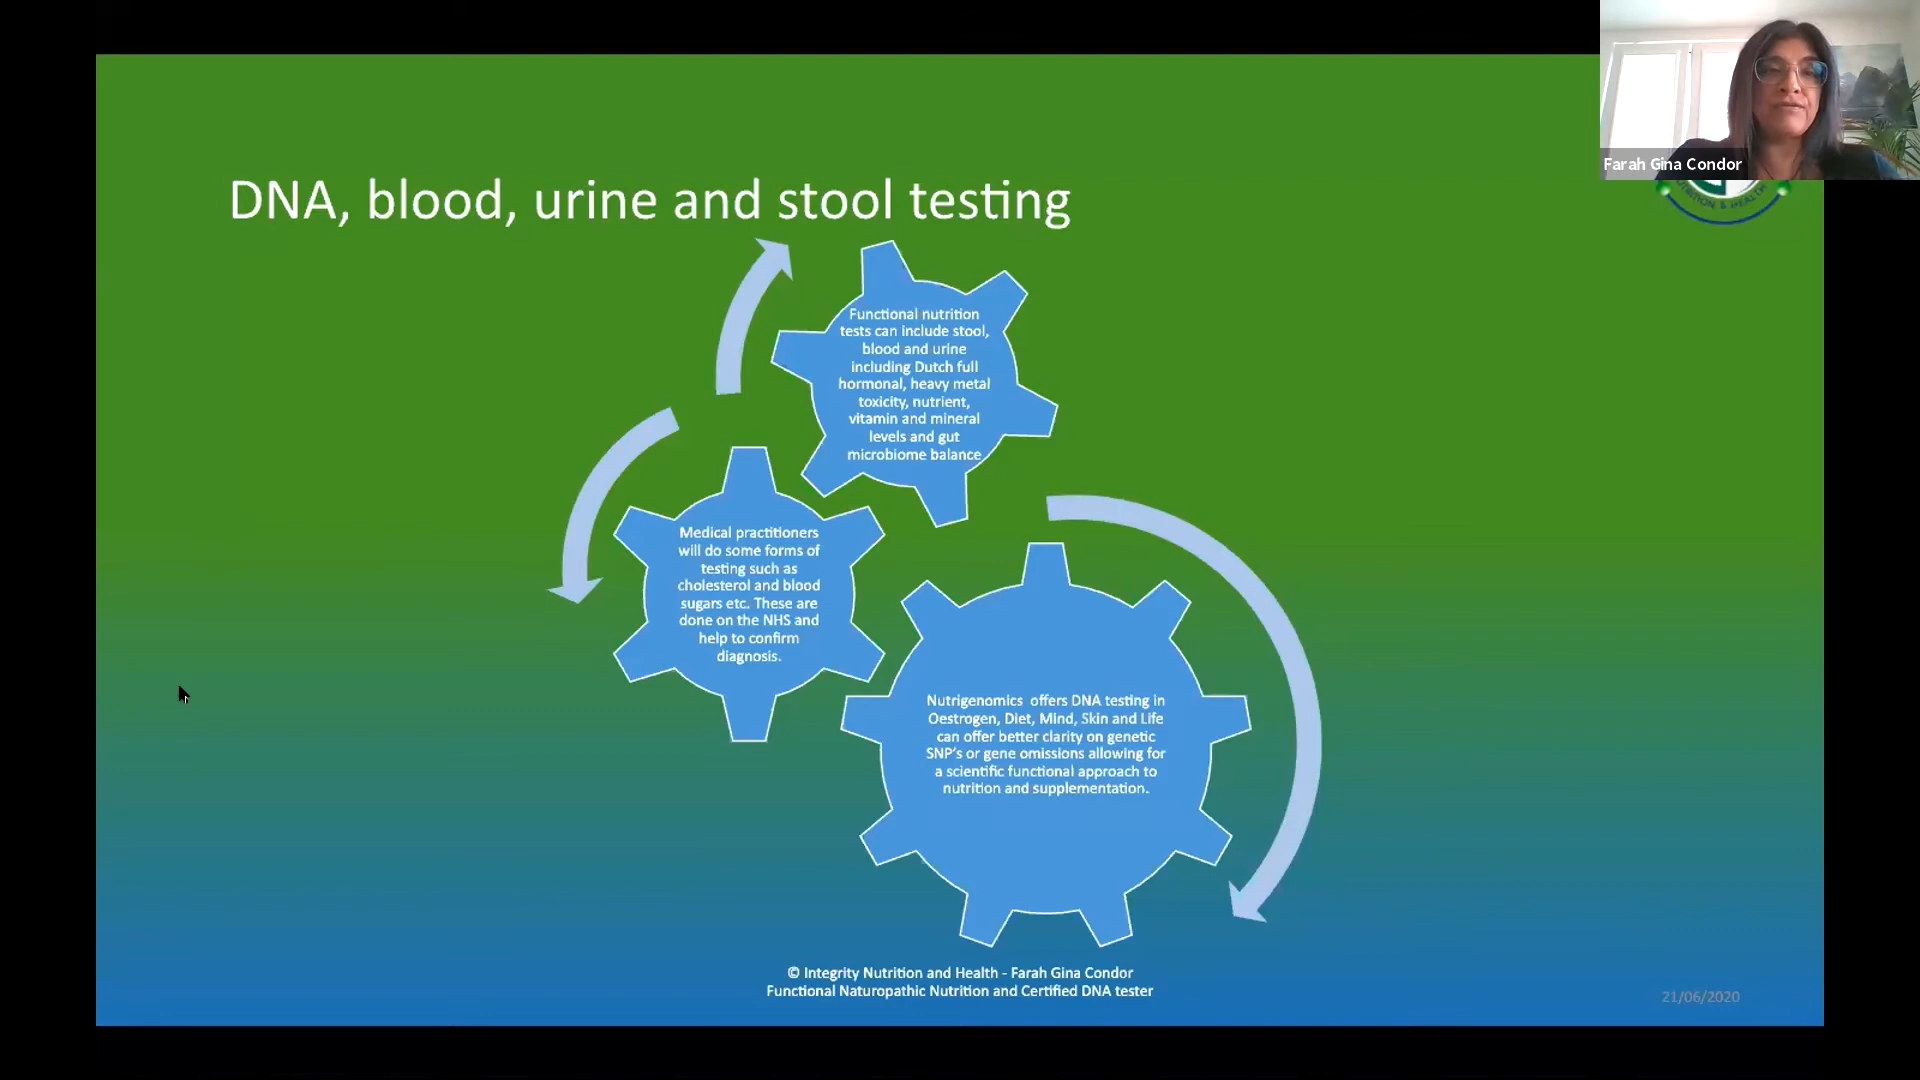 Farah Gina Condor
NUTRITION & HEALTH
DNA, blood, urine and stool testing
Functional nutrition
tests can include stool,
blood and urine
including Dutch full
hormonal, heavy metal
toxicity, nutrient,
vitamin and mineral
levels and gut
microbiome balance
Medical practitioners
will do some forms of
testing such as
cholesterol and blood
sugars etc. These are
done on the NHS and
help to confirm
diagnosis.
Nutrigenomics offers DNA testing in
Oestrogen, Diet, Mind, Skin and Life
can offer better clarity on genetic
SNP's or gene omissions allowing for
a scientific functional approach to
nutrition and supplementation.
© Integrity Nutrition and Health - Farah Gina Condor
Functional Naturopathic Nutrition and Certified DNA tester
21/06/2020